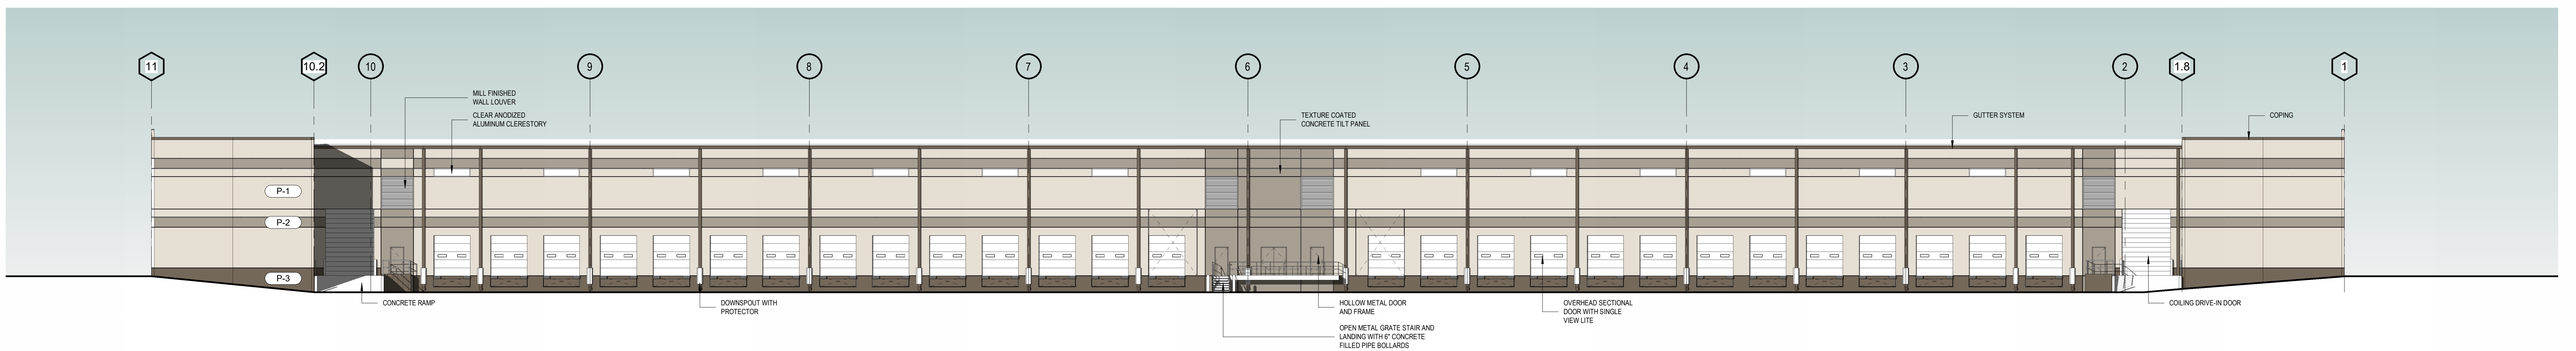 11
10.2
10
9
8
7
6
5
4
3
2
1.8
1
MILL FINISHED
WALL LOUVER
CLEAR ANODIZED
ALUMINUM CLERESTORY
TEXTURE COATED
CONCRETE TILT PANEL
GUTTER SYSTEM
COPING
P-1
P-2
P-3
CONCRETE RAMP
DOWNSPOUT WITH
PROTECTOR
HOLLOW METAL DOOR
AND FRAME
OPEN METAL GRATE STAIR AND
LANDING WITH 6" CONCRETE
FILLED PIPE BOLLARDS
OVERHEAD SECTIONAL
DOOR WITH SINGLE
VIEW LITE
COILING DRIVE-IN DOOR